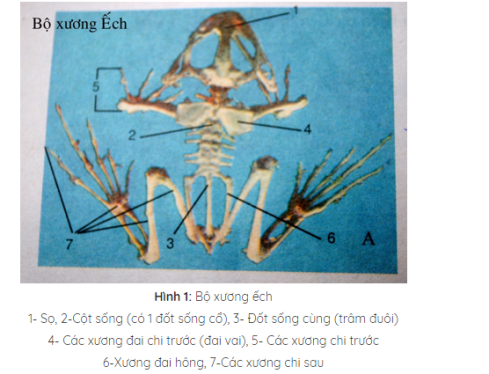 Bộ xương Ếch
1
5
2
4
7
3
6
A
Hình 1: Bộ xương ếch
1- Sọ, 2-Cột sống (có 1 đốt sống cổ), 3- Đốt sống cùng (trâm đuôi)
4- Các xương đai chi trước (đai vai), 5- Các xương chi trước
6-Xương đai hông, 7-Các xương chi sau